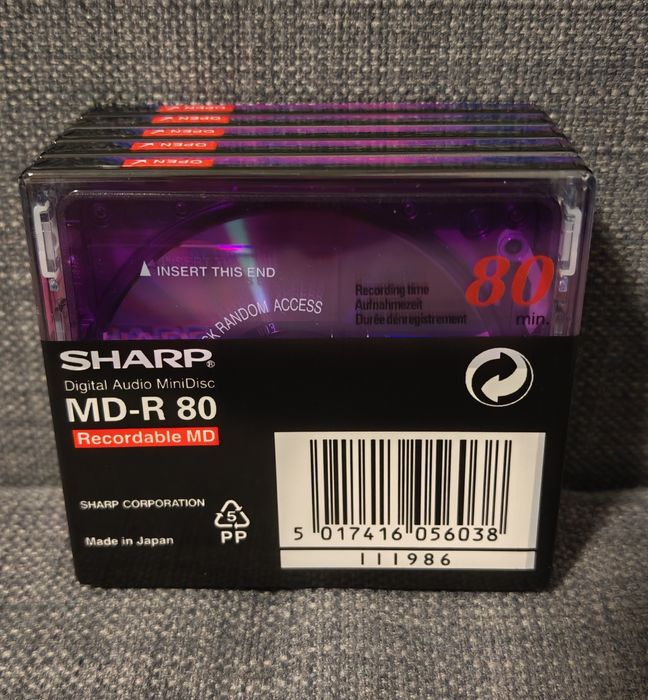 OPEN
OPEN
OPEN
OPEN
OPEN
INSERT THIS END
RANDOM ACCESS
Recording time
Aufnahmezeit
Durée dénregistrement
80
min.
SHARP®
Digital Audio MiniDisc
MD-R 80
Recordable MD
SHARP CORPORATION
Made in Japan
5
PP
5 017416 056038
111986